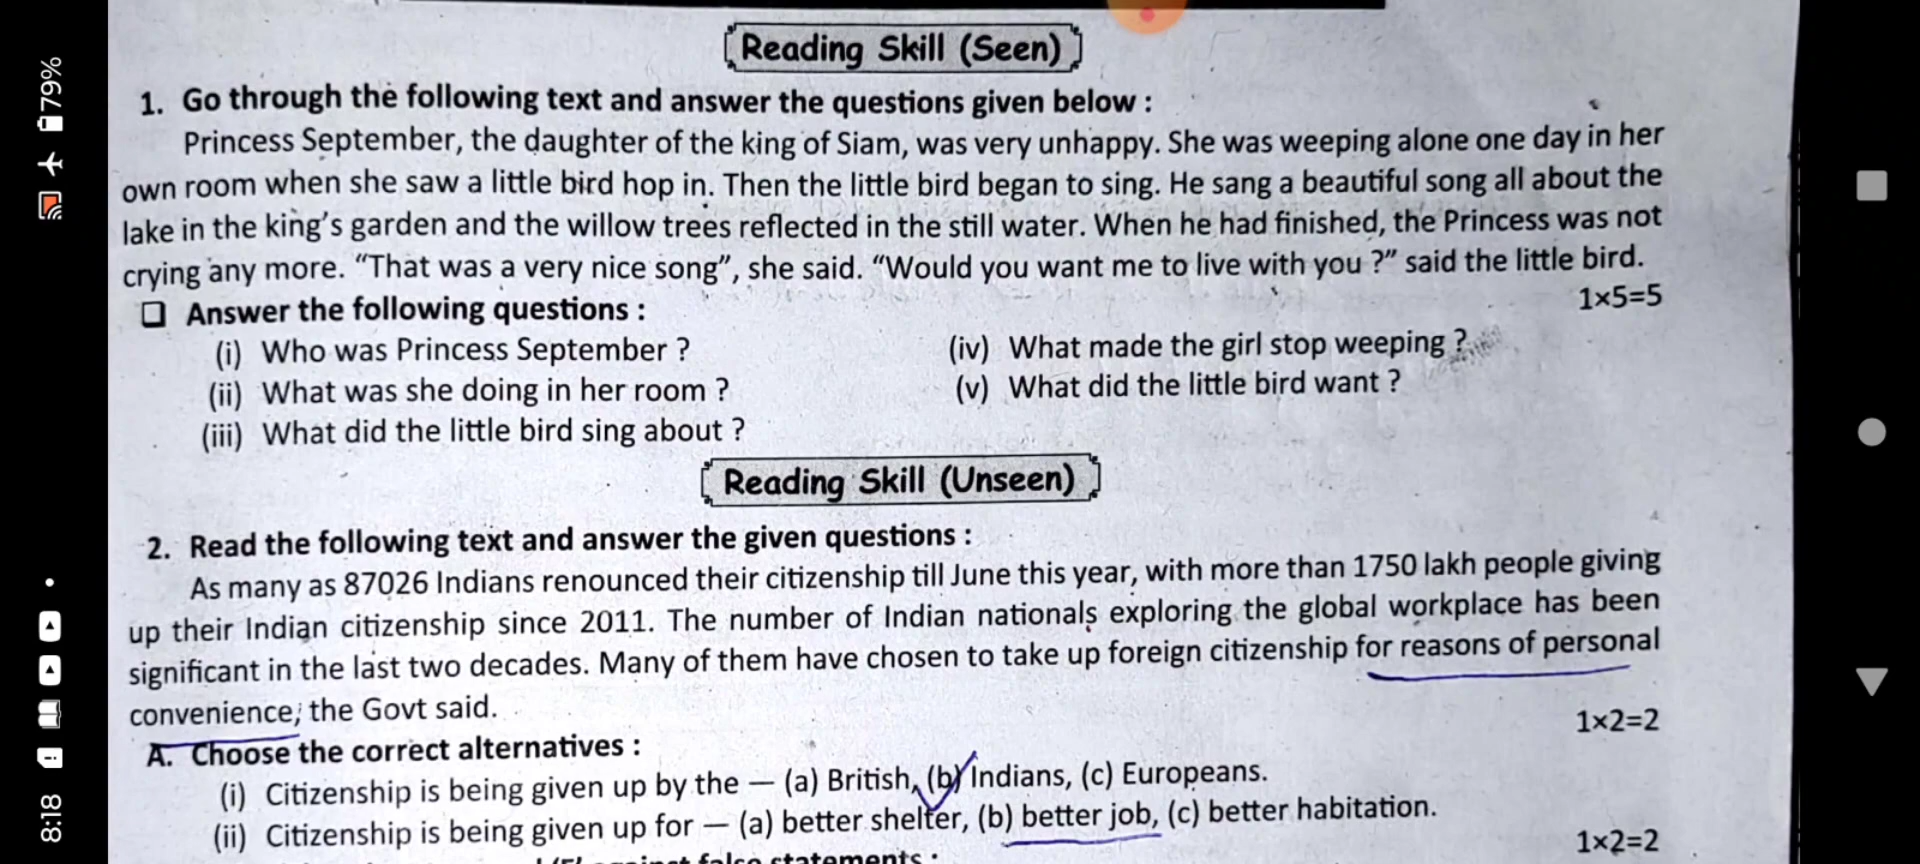 79%
8:18
Reading Skill (Seen)
1. Go through the following text and answer the questions given below :
Princess September, the daughter of the king of Siam, was very unhappy. She was weeping alone one day in her
own room when she saw a little bird hop in. Then the little bird began to sing. He sang a beautiful song all about the
lake in the king's garden and the willow trees reflected in the still water. When he had finished, the Princess was not
crying any more. “That was a very nice song”, she said. “Would you want me to live with you ?” said the little bird.
❑ Answer the following questions : 1×5=5
(i) Who was Princess September ? (iv) What made the girl stop weeping ?
(ii) What was she doing in her room ? (v) What did the little bird want ?
(iii) What did the little bird sing about ?
Reading Skill (Unseen)
2. Read the following text and answer the given questions :
As many as 87026 Indians renounced their citizenship till June this year, with more than 1750 lakh people giving
up their Indian citizenship since 2011. The number of Indian nationals exploring the global workplace has been
significant in the last two decades. Many of them have chosen to take up foreign citizenship for reasons of personal
convenience, the Govt said.
A. Choose the correct alternatives : 1×2=2
(i) Citizenship is being given up by the — (a) British, (b) Indians, (c) Europeans.
(ii) Citizenship is being given up for — (a) better shelter, (b) better job, (c) better habitation.
false statements : 1×2=2